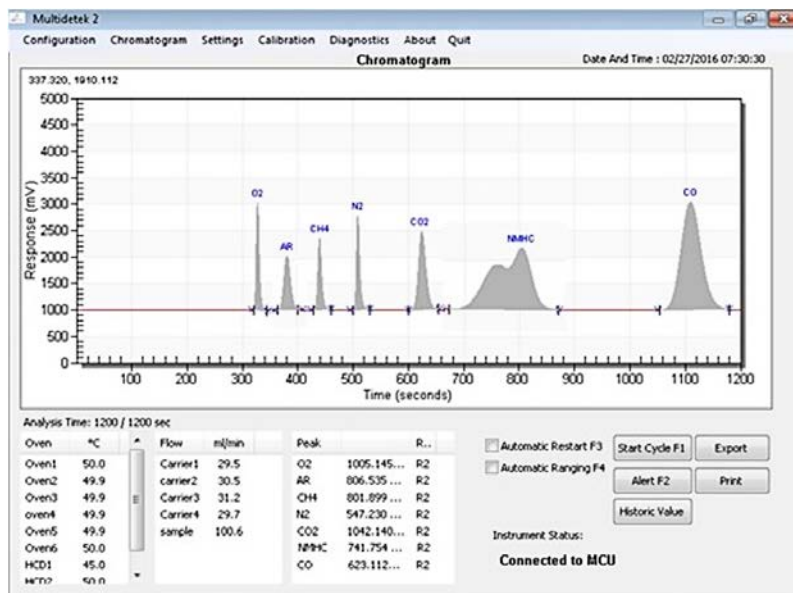 Multidetek 2
Configuration Chromatogram Settings Calibration Diagnostics About Quit
Chromatogram
Date And Time : 02/27/2016 07:30:30
337.320, 1910.112
Response (mV)
5000
4500
4000
3500
3000
2500
2000
1500
1000
500
0
O2
AR
CH4
N2
CO2
NMHC
CO
100 200 300 400 500 600 700 800 900 1000 1100 1200
Time (seconds)
Analysis Time: 1200 / 1200 sec
Oven °C
Oven1 50.0
Oven2 49.9
Oven3 49.9
oven4 49.9
Oven5 49.9
Oven6 50.0
HCD1 45.0
HCD2 50.0
Flow ml/min
Carrier1 29.5
carrier2 30.5
Carrier3 31.2
Carrier4 29.7
sample 100.6
Peak R..
O2 1005.145... R2
AR 806.535 ... R2
CH4 801.899 ... R2
N2 547.230 ... R2
CO2 1042.140... R2
NMHC 741.754 ... R2
CO 623.112... R2
Automatic Restart F3
Automatic Ranging F4
Start Cycle F1
Export
Alert F2
Print
Historic Value
Instrument Status:
Connected to MCU